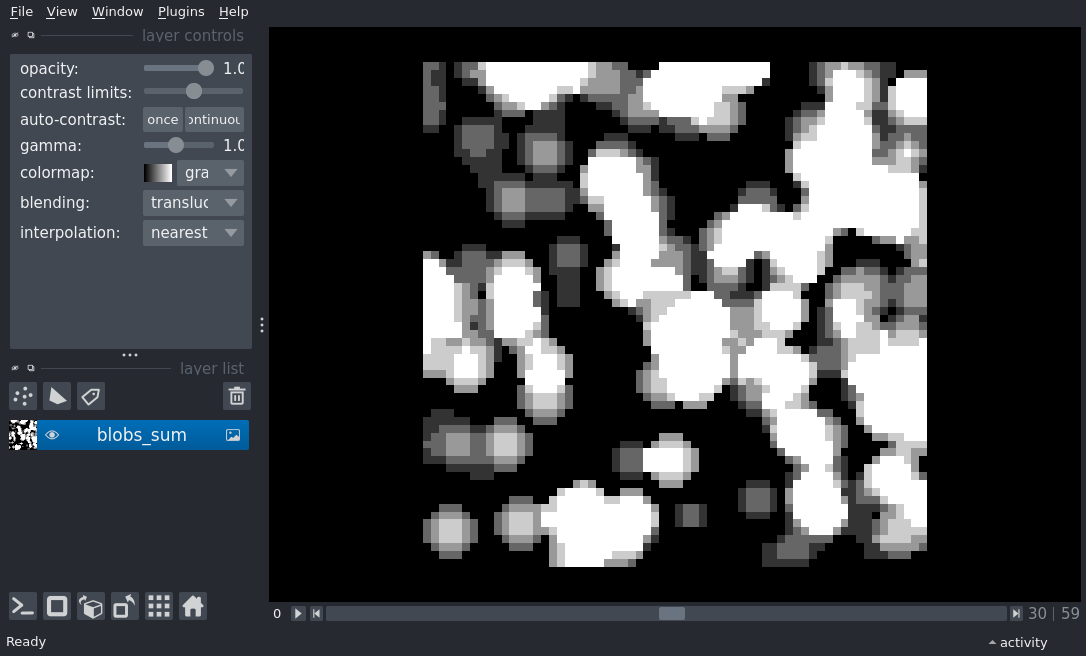 File View Window Plugins Help
layer controls
opacity: 1.0
contrast limits:
auto-contrast: once ontinuou
gamma: 1.0
colormap: gra
blending: transluc
interpolation: nearest
layer list
blobs_sum
0 30 | 59
Ready activity